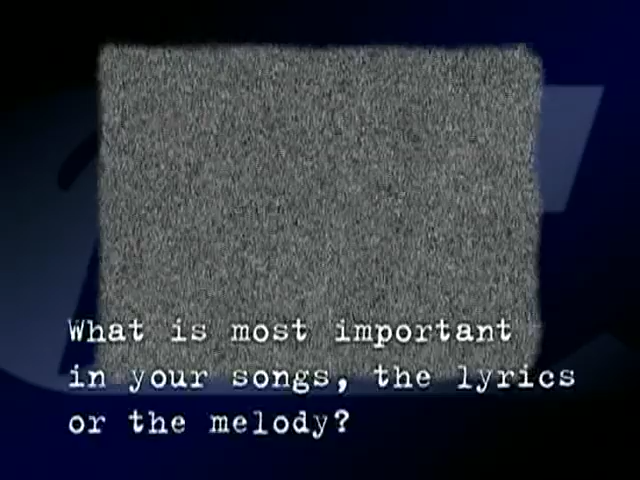 What is most important
in your songs, the lyrics
or the melody?